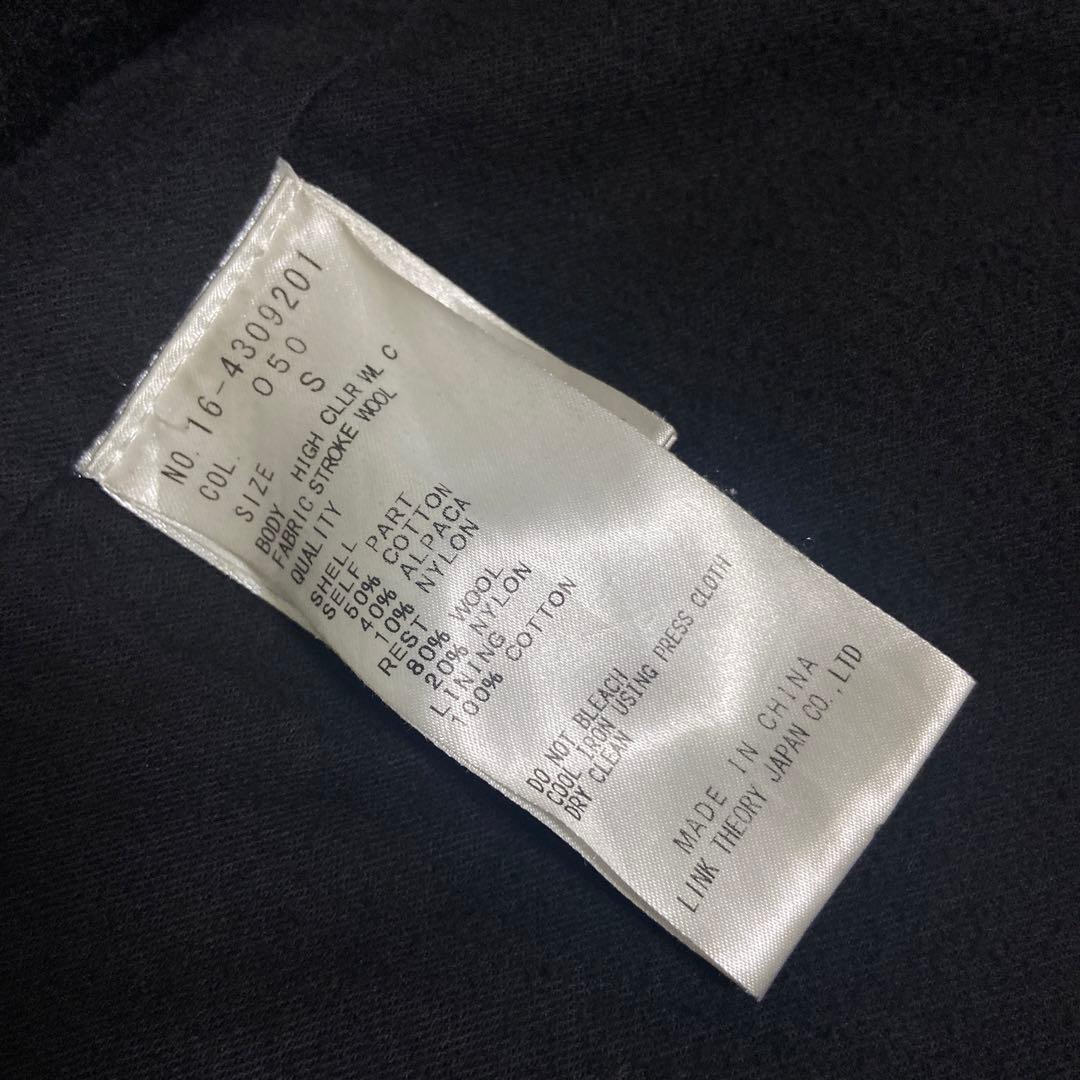 NO. 16-4309201
COL. 050
SIZE S
BODY HIGH CLLR WL C
FABRIC STROKE WOOL
QUALITY
SHELL PART
SELF
50% COTTON
40% ALPACA
10% NYLON
REST
80% WOOL
20% NYLON
LINING
100% COTTON
DO NOT BLEACH
COOL IRON USING PRESS CLOTH
DRY CLEAN
MADE IN CHINA
LINK THEORY JAPAN CO.,LTD